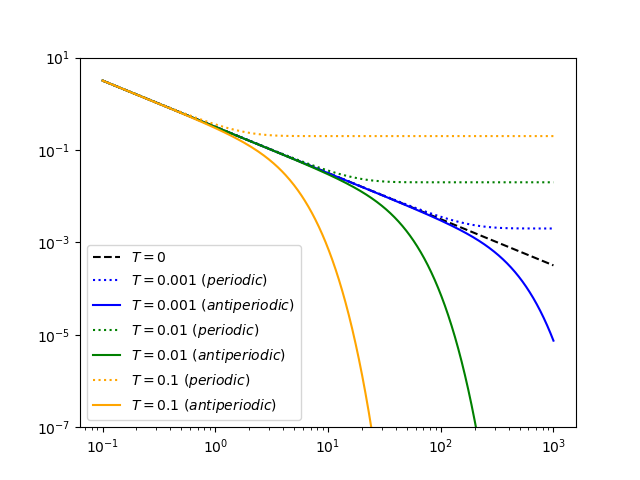 10^1
10^-1
10^-3
10^-5
10^-7
T = 0
T = 0.001 (periodic)
T = 0.001 (antiperiodic)
T = 0.01 (periodic)
T = 0.01 (antiperiodic)
T = 0.1 (periodic)
T = 0.1 (antiperiodic)
10^-1 10^0 10^1 10^2 10^3